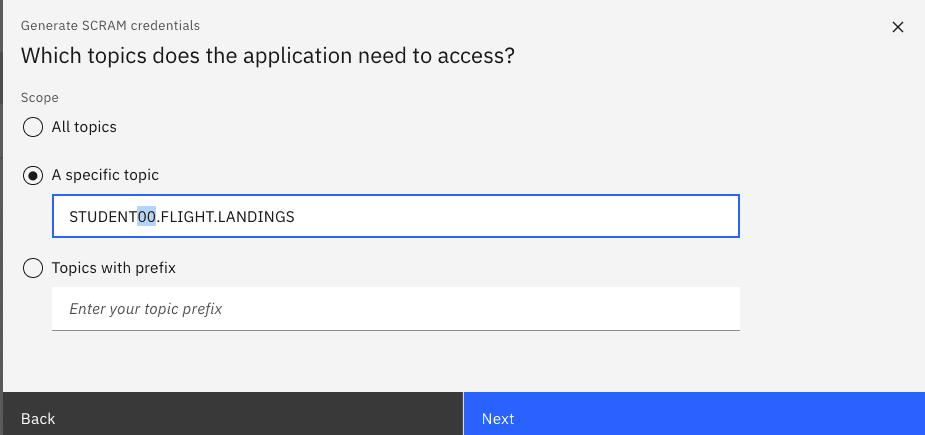 Generate SCRAM credentials
Which topics does the application need to access?
Scope
All topics
A specific topic
STUDENT00.FLIGHT.LANDINGS
Topics with prefix
Enter your topic prefix
Back
Next